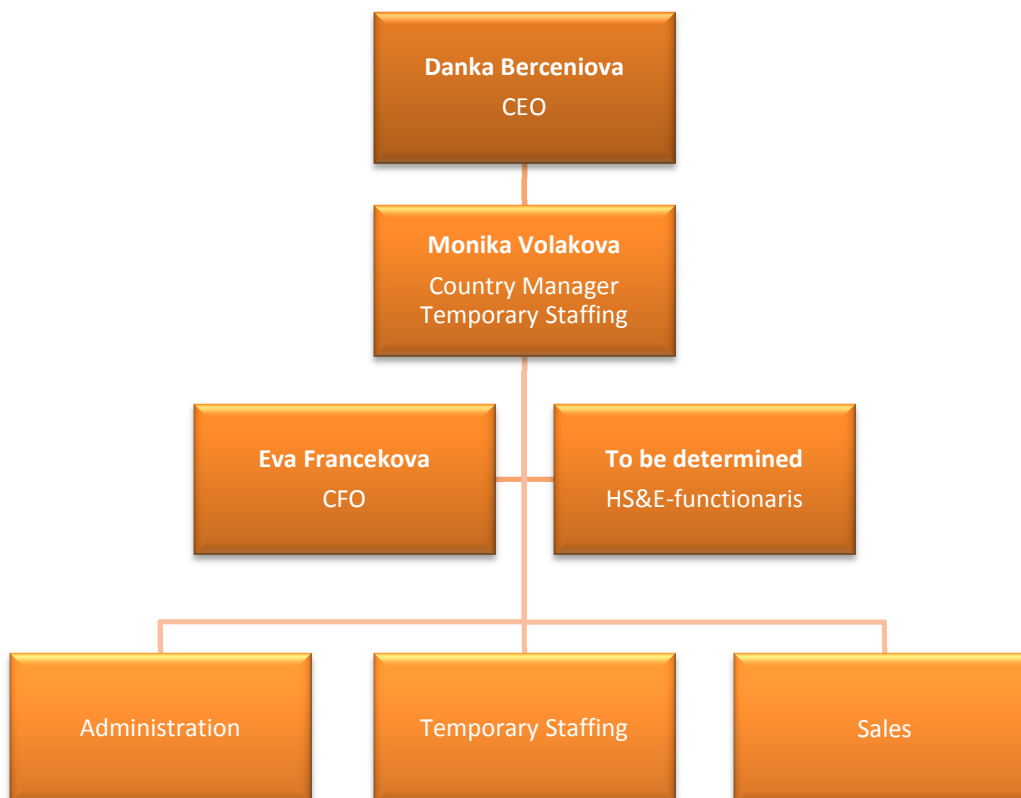 Danka Berceniova
CEO
Monika Volakova
Country Manager
Temporary Staffing
Eva Francekova
CFO
To be determined
HS&E-functionaris
Administration
Temporary Staffing
Sales